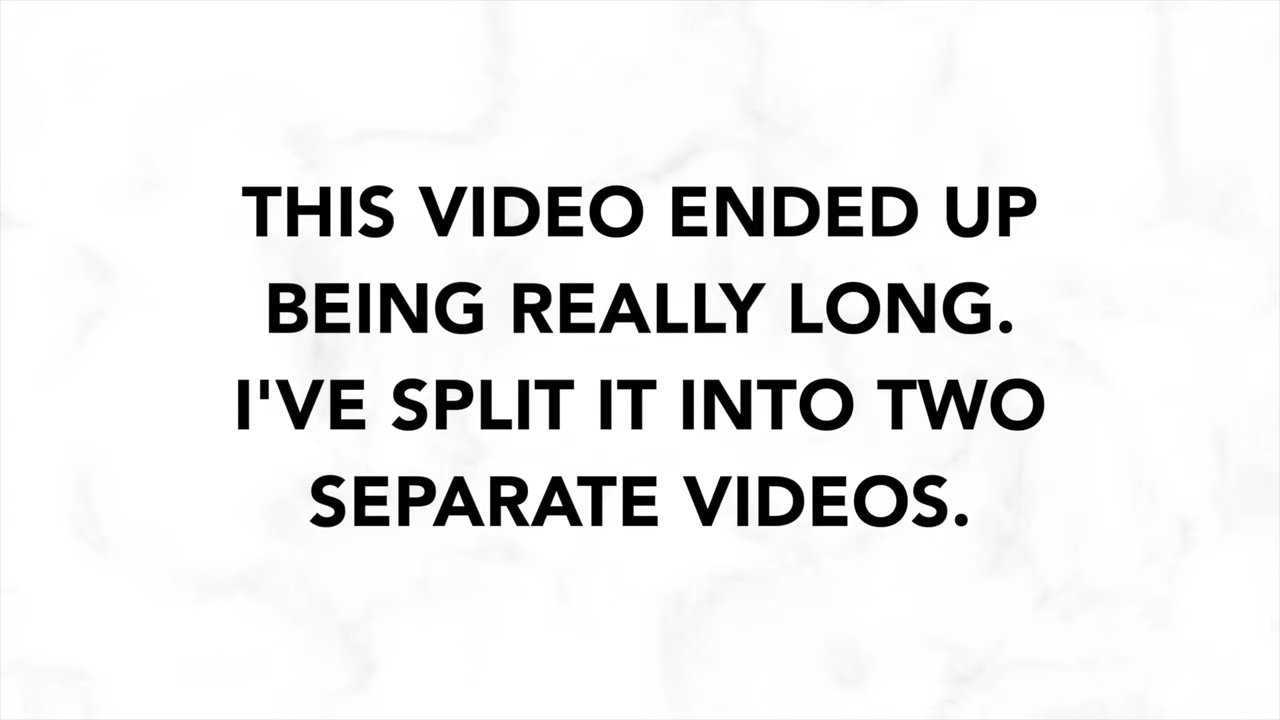 THIS VIDEO ENDED UP
BEING REALLY LONG.
I'VE SPLIT IT INTO TWO
SEPARATE VIDEOS.